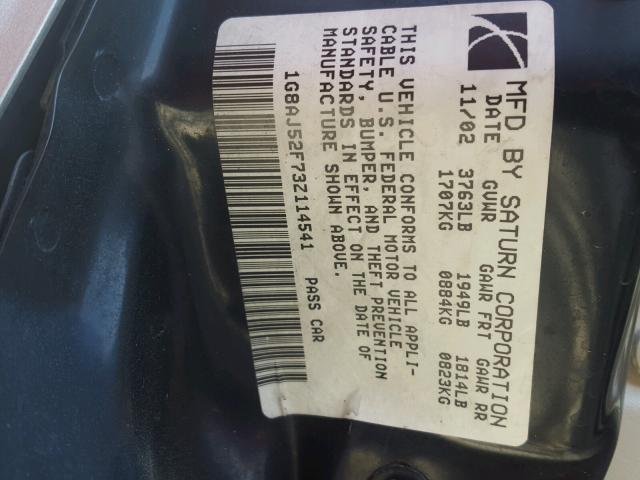 MFD BY SATURN CORPORATION
DATE GVWR GAWR FRT GAWR RR
11/02 3763LB 1949LB 1814LB
1707KG 0884KG 0823KG
THIS VEHICLE CONFORMS TO ALL APPLI-
CABLE U.S. FEDERAL MOTOR VEHICLE
SAFETY, BUMPER, AND THEFT PREVENTION
STANDARDS IN EFFECT ON THE DATE OF
MANUFACTURE SHOWN ABOVE.
1G8AJ52F73Z114541 PASS CAR